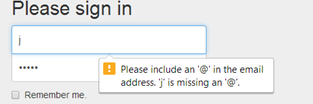 Please sign in
j
•••••
Please include an '@' in the email
address. 'j' is missing an '@'.
Remember me.